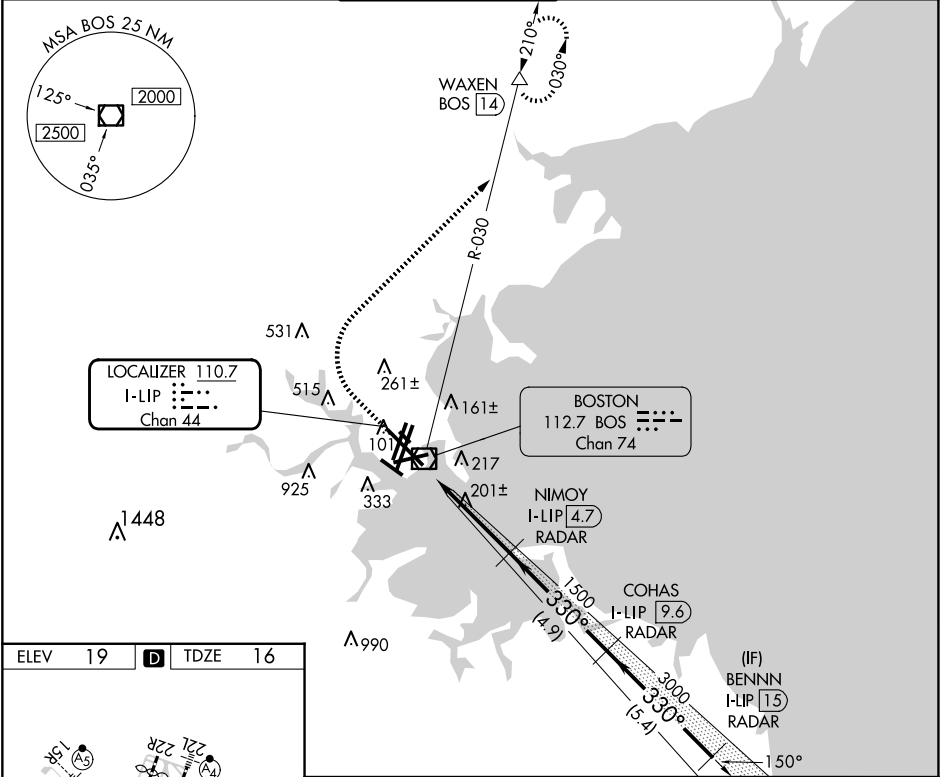 MSA BOS 25 NM
125°
2000
2500
035°
210°
030°
WAXEN
BOS 14
R-030
531
LOCALIZER 110.7
I-LIP
Chan 44
515
261±
161±
101
BOSTON
112.7 BOS
Chan 74
217
925
333
201±
NIMOY
I-LIP 4.7
RADAR
1448
1500
330°
(4.9)
COHAS
I-LIP 9.6
RADAR
990
3000
330°
(5.4)
(IF)
BENNN
I-LIP 15
RADAR
150°
ELEV 19 D TDZE 16
15R
A5
22R
22L
A4